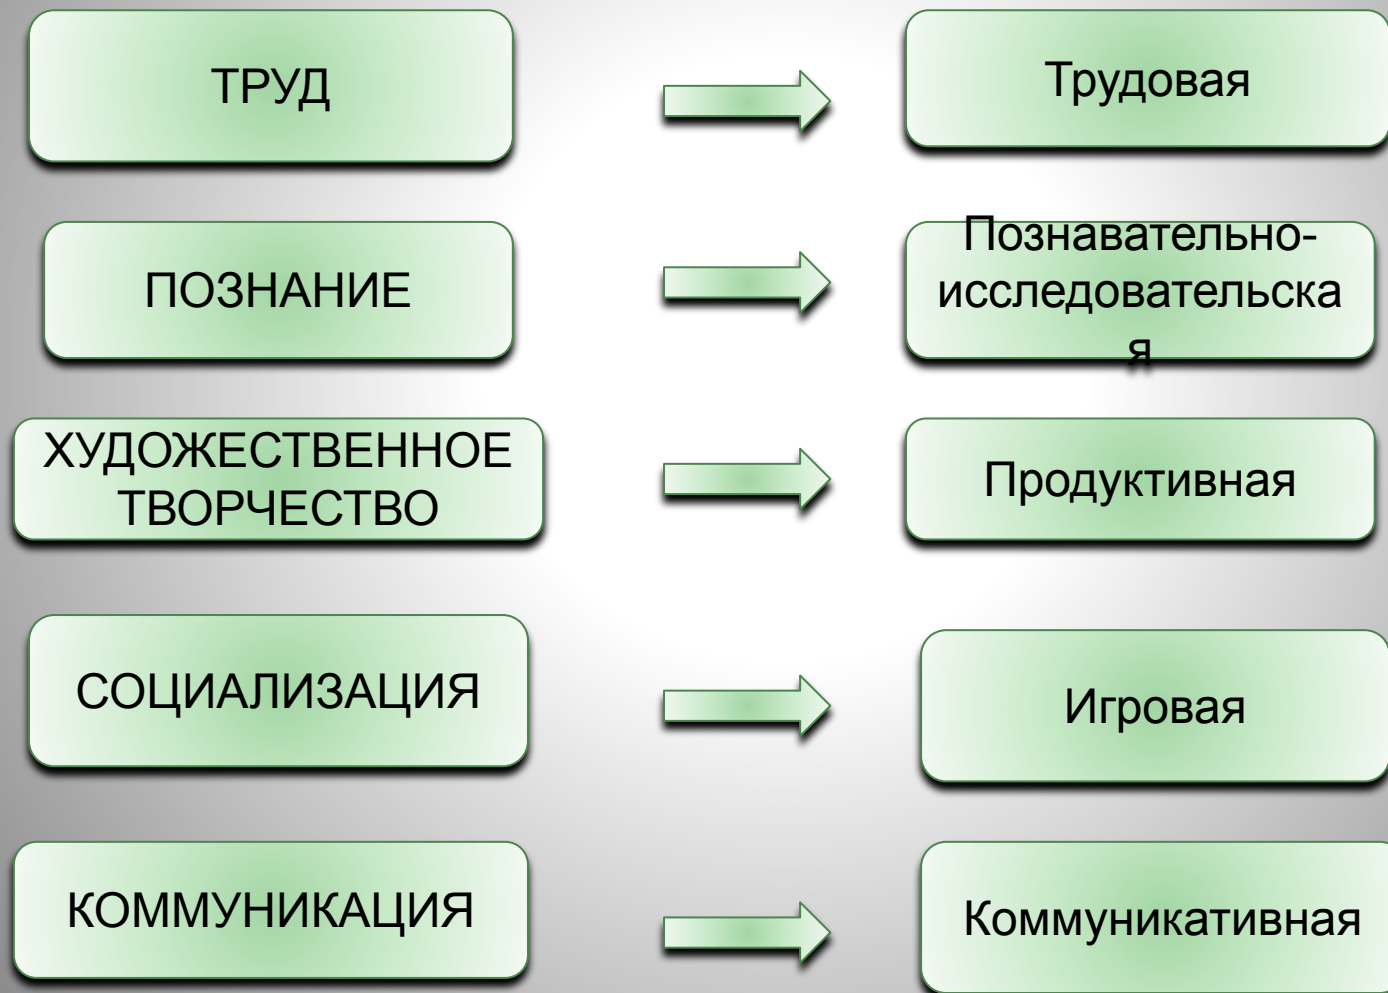 ТРУД
Трудовая
ПОЗНАНИЕ
Познавательно-
исследовательска
я
ХУДОЖЕСТВЕННОЕ
ТВОРЧЕСТВО
Продуктивная
СОЦИАЛИЗАЦИЯ
Игровая
КОММУНИКАЦИЯ
Коммуникативная